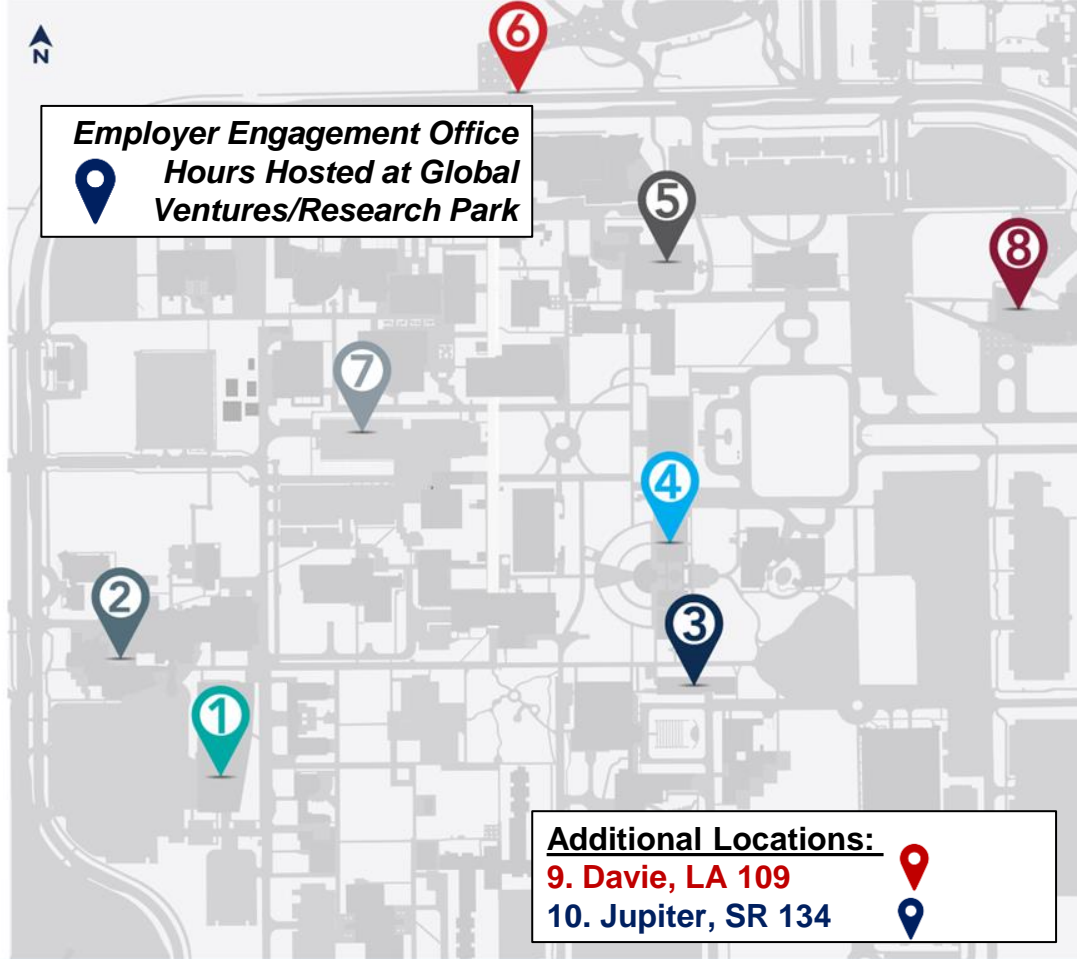 N
6
Employer Engagement Office
Hours Hosted at Global
Ventures/Research Park
5
8
7
4
2
3
1
Additional Locations:
9. Davie, LA 109
10. Jupiter, SR 134